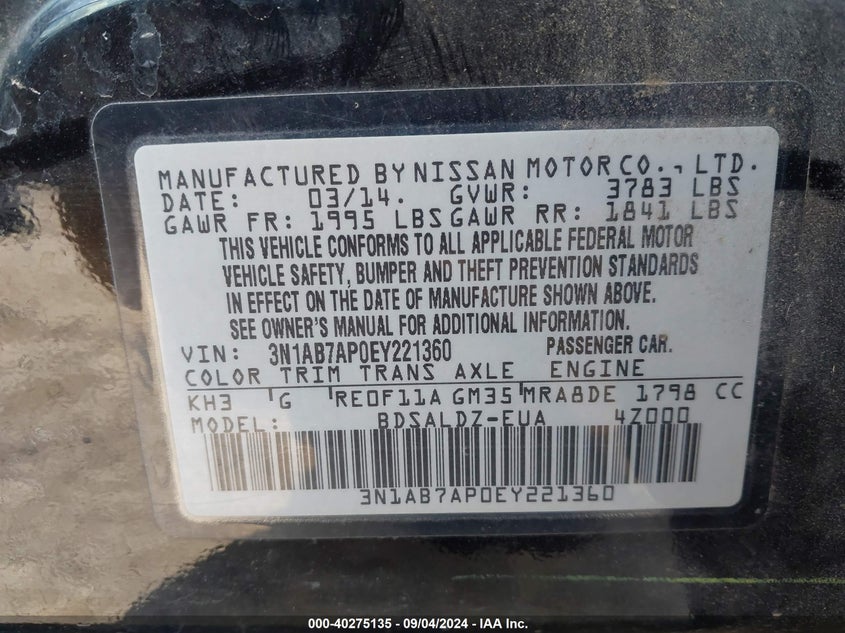 MANUFACTURED BY NISSAN MOTOR CO., LTD.
DATE: 03/14. GVWR: 3783 LBS
GAWR FR: 1995 LBS GAWR RR: 1841 LBS
THIS VEHICLE CONFORMS TO ALL APPLICABLE FEDERAL MOTOR
VEHICLE SAFETY, BUMPER AND THEFT PREVENTION STANDARDS
IN EFFECT ON THE DATE OF MANUFACTURE SHOWN ABOVE.
SEE OWNER'S MANUAL FOR ADDITIONAL INFORMATION.
VIN: 3N1AB7AP0EY221360 PASSENGER CAR.
COLOR TRIM TRANS AXLE ENGINE
KH3 G RE0F11A GM35 MRA8DE 1798 CC
MODEL: BDSALDZ-EUA 4Z000
3N1AB7AP0EY221360
000-40275135 - 09/04/2024 - IAA Inc.